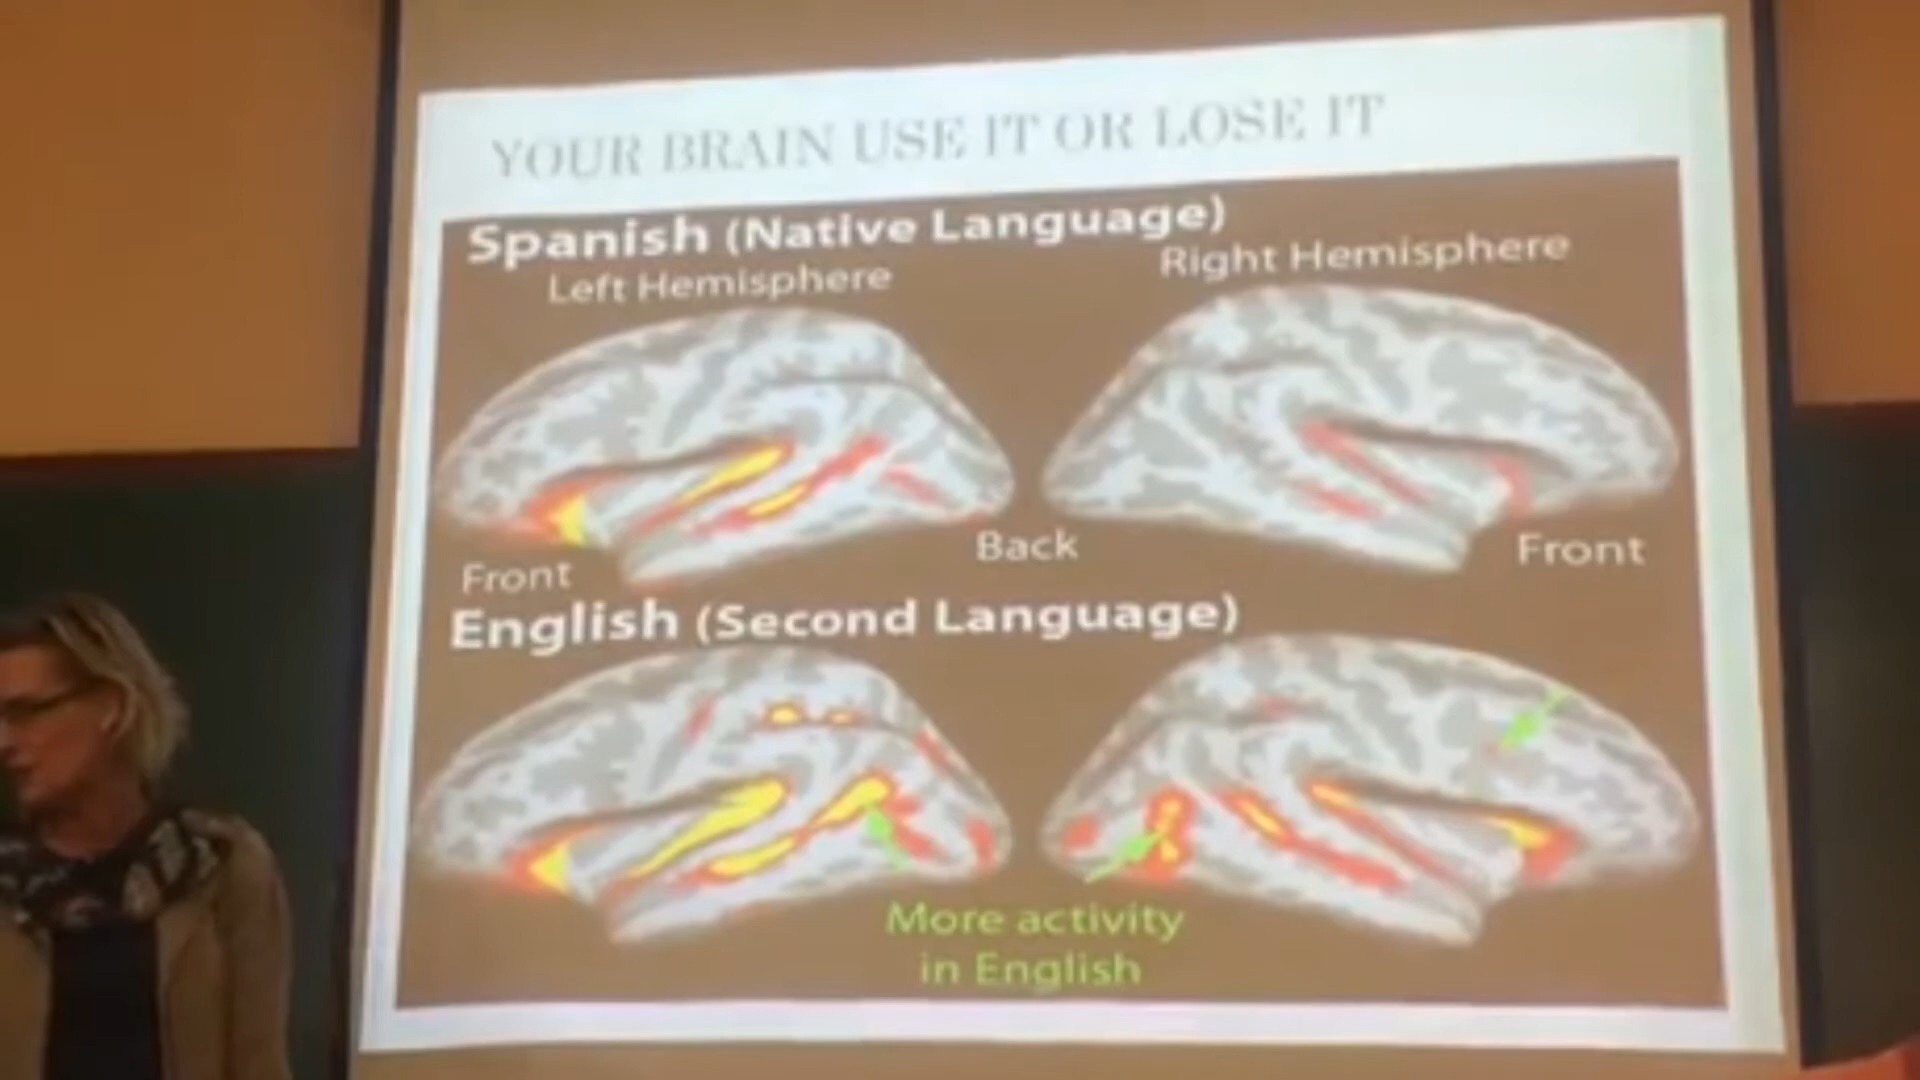 YOUR BRAIN USE IT OR LOSE IT
Spanish (Native Language)
Left Hemisphere
Right Hemisphere
Front
Back
Front
English (Second Language)
More activity
in English